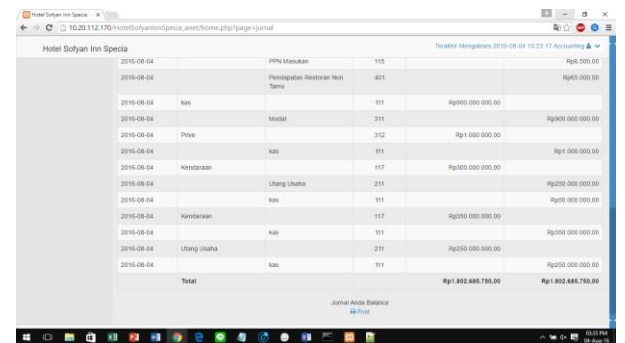 Hotel Sofyan Inn Specia
10.20.112.170/HotelSofyanInnSpecia_anet/home.php?page=jurnal
Hotel Sofyan Inn Specia
Terakhir Mengakses 2016-08-04 15:23:17 Accounting
2016-08-04 PPN Masukan 115 Rp6.500,00
2016-08-04 Pendapatan Restoran Non 401 Rp65.000,00
Tamu
2016-08-04 kas 111 Rp900.000.000,00
2016-08-04 Modal 311 Rp900.000.000,00
2016-08-04 Prive 312 Rp1.000.000,00
2016-08-04 kas 111 Rp1.000.000,00
2016-08-04 Kendaraan 117 Rp300.000.000,00
2016-08-04 Utang Usaha 211 Rp250.000.000,00
2016-08-04 kas 111 Rp50.000.000,00
2016-08-04 Kendaraan 117 Rp350.000.000,00
2016-08-04 kas 111 Rp350.000.000,00
2016-08-04 Utang Usaha 211 Rp250.000.000,00
2016-08-04 kas 111 Rp250.000.000,00
Total Rp1.802.685.750,00 Rp1.802.685.750,00
Jurnal Anda Balance
Print
03:35 PM
04-Aug-16